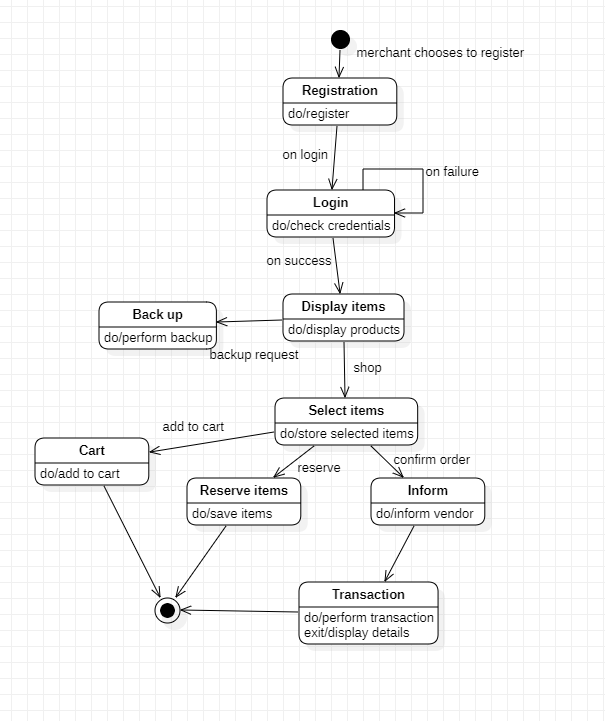 merchant chooses to register
Registration
do/register
on login
on failure
Login
do/check credentials
on success
Display items
do/display products
Back up
do/perform backup
backup request
shop
Select items
do/store selected items
add to cart
confirm order
Cart
do/add to cart
reserve
Reserve items
do/save items
Inform
do/inform vendor
Transaction
do/perform transaction
exit/display details